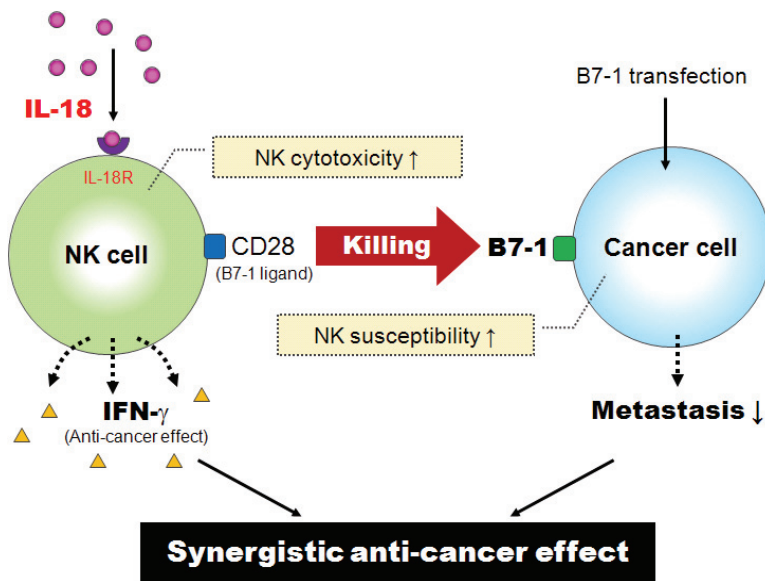 IL-18
B7-1 transfection
NK cytotoxicity ↑
IL-18R
NK cell
CD28
(B7-1 ligand)
Killing
B7-1
Cancer cell
NK susceptibility ↑
IFN-γ
(Anti-cancer effect)
Metastasis ↓
Synergistic anti-cancer effect